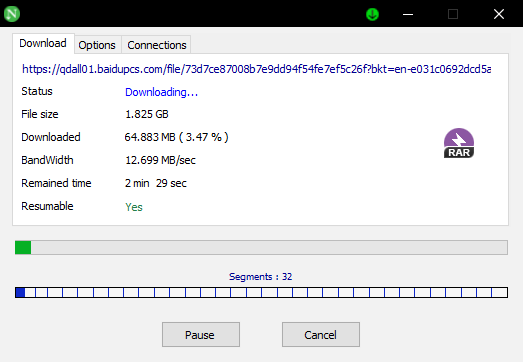 N
Download Options Connections
https://qdall01.baidupcs.com/file/73d7ce87008b7e9dd94f54fe7ef5c26f?bkt=en-e031c0692dcd5a
Status Downloading...
File size 1.825 GB
Downloaded 64.883 MB ( 3.47 % )
BandWidth 12.699 MB/sec
RAR
Remained time 2 min 29 sec
Resumable Yes
Segments : 32
Pause Cancel